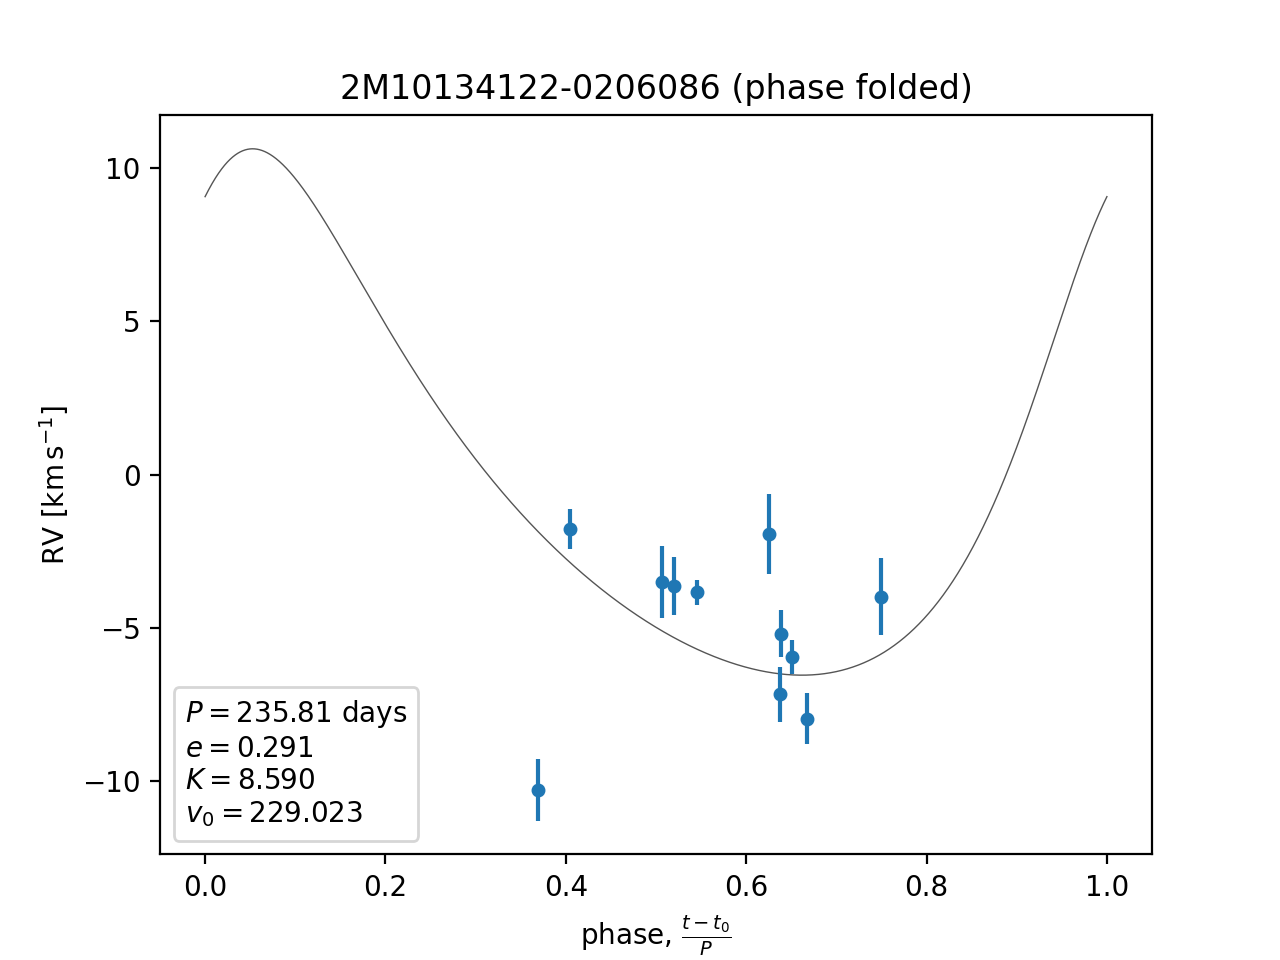 2M10134122-0206086 (phase folded)
RV [km s⁻¹]
10
5
0
−5
−10
P = 235.81 days
e = 0.291
K = 8.590
v₀ = 229.023
0.0 0.2 0.4 0.6 0.8 1.0
phase, (t − t₀)/P